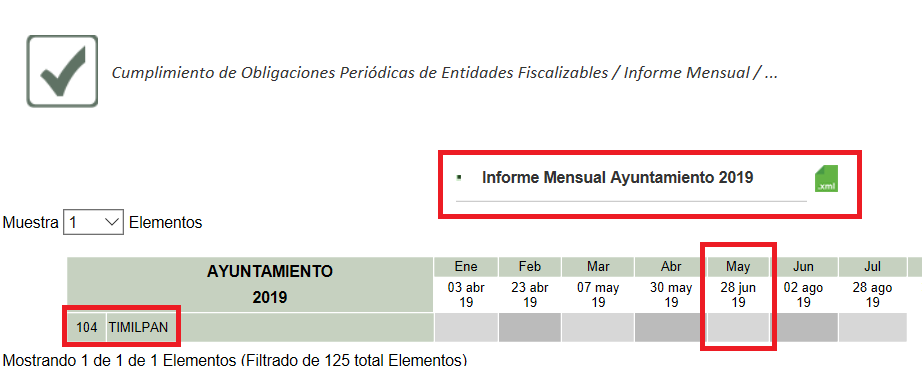 Cumplimiento de Obligaciones Periódicas de Entidades Fiscalizables / Informe Mensual / ...
Informe Mensual Ayuntamiento 2019
.xml
Muestra 1 Elementos
AYUNTAMIENTO 2019
Ene Feb Mar Abr May Jun Jul
03 abr 19 23 abr 19 07 may 19 30 may 19 28 jun 19 02 ago 19 28 ago 19
104 TIMILPAN
Mostrando 1 de 1 de 1 Elementos (Filtrado de 125 total Elementos)